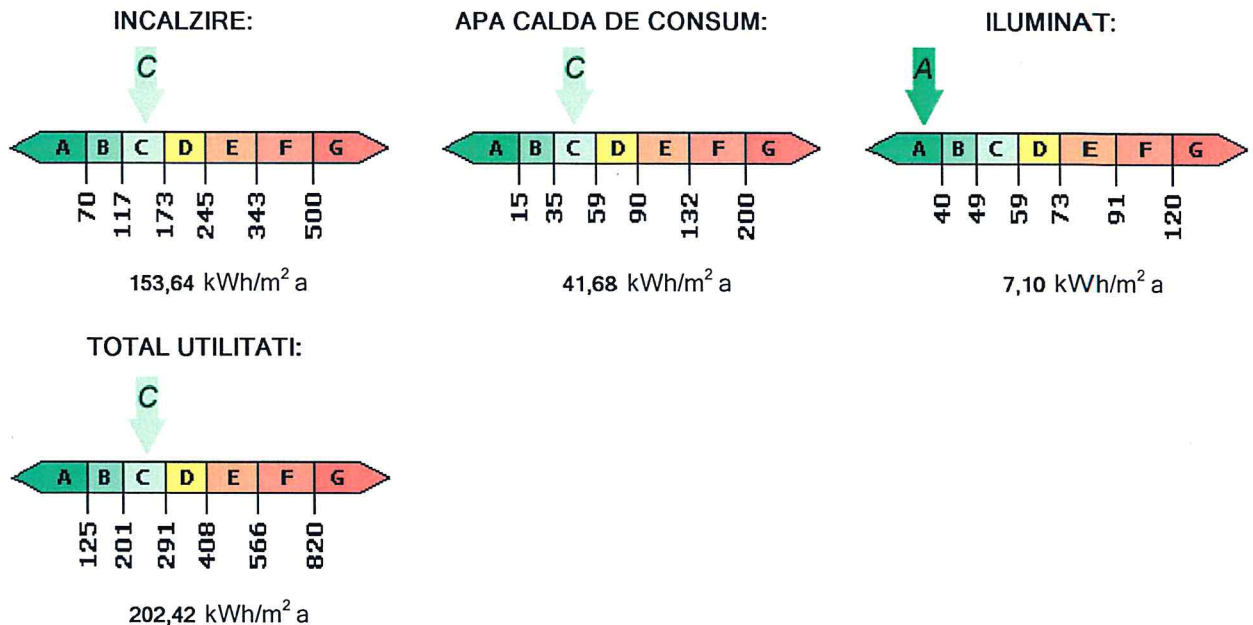 INCALZIRE:
C
A B C D E F G
70 117 173 245 343 500
153,64 kWh/m² a
APA CALDA DE CONSUM:
C
A B C D E F G
15 35 59 90 132 200
41,68 kWh/m² a
ILUMINAT:
A
A B C D E F G
40 49 59 73 91 120
7,10 kWh/m² a
TOTAL UTILITATI:
C
A B C D E F G
125 201 291 408 566 820
202,42 kWh/m² a